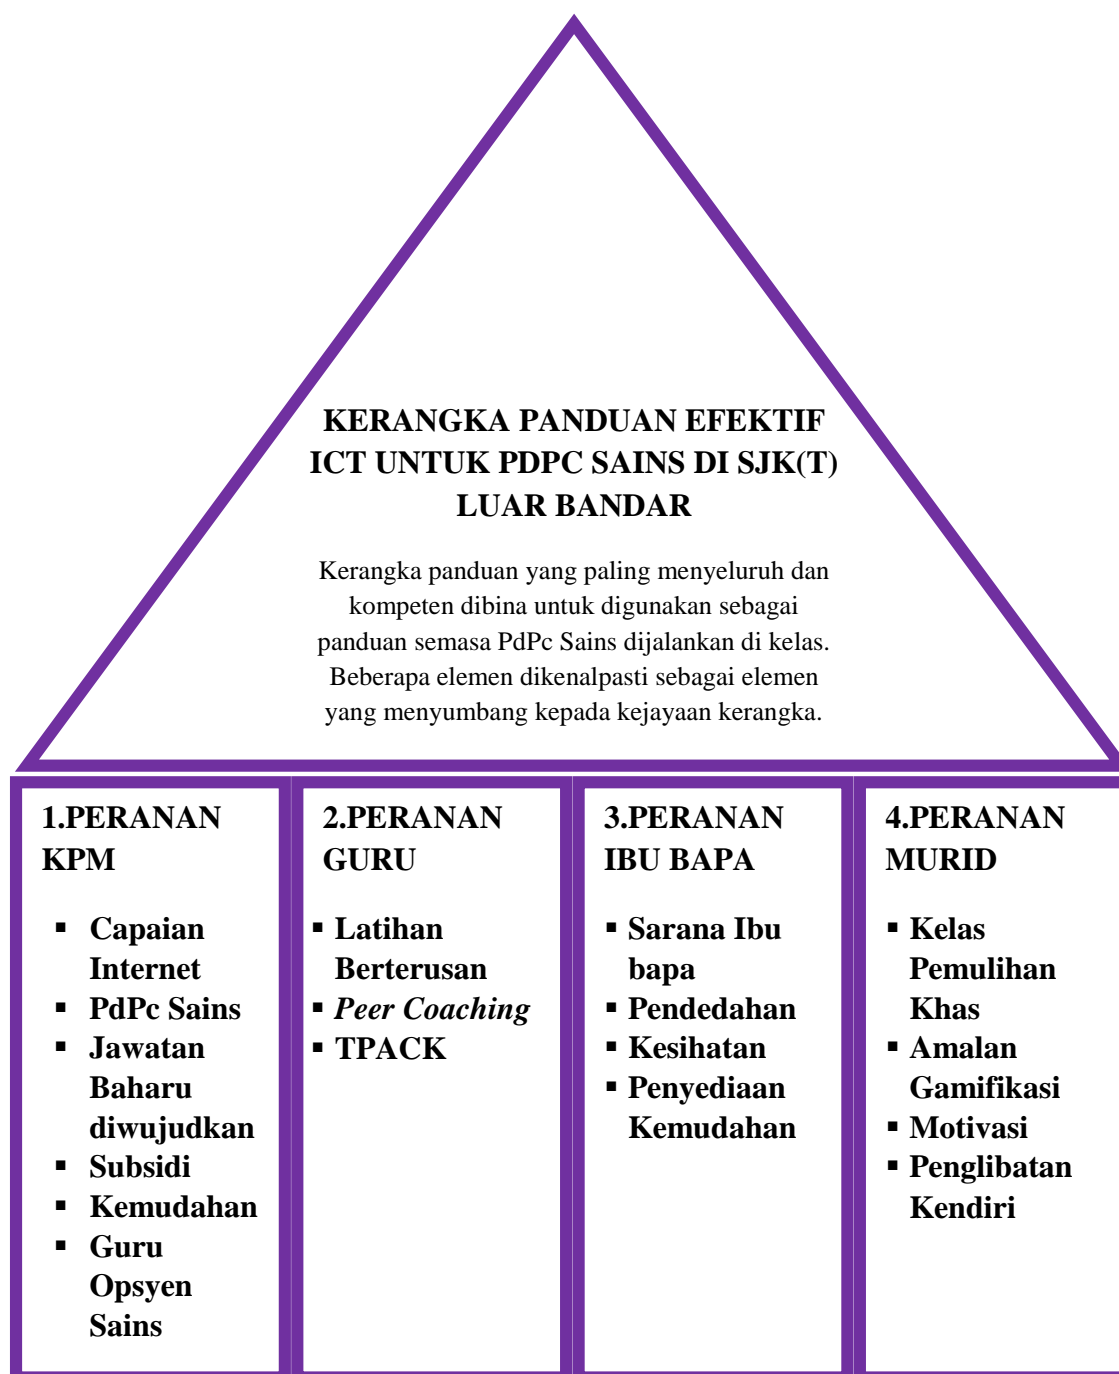 KERANGKA PANDUAN EFEKTIF
ICT UNTUK PDPC SAINS DI SJK(T)
LUAR BANDAR
Kerangka panduan yang paling menyeluruh dan
kompeten dibina untuk digunakan sebagai
panduan semasa PdPc Sains dijalankan di kelas.
Beberapa elemen dikenalpasti sebagai elemen
yang menyumbang kepada kejayaan kerangka.
1.PERANAN
KPM
▪ Capaian
Internet
▪ PdPc Sains
▪ Jawatan
Baharu
diwujudkan
▪ Subsidi
▪ Kemudahan
▪ Guru
Opsyen
Sains
2.PERANAN
GURU
▪ Latihan
Berterusan
▪ Peer Coaching
▪ TPACK
3.PERANAN
IBU BAPA
▪ Sarana Ibu
bapa
▪ Pendedahan
▪ Kesihatan
▪ Penyediaan
Kemudahan
4.PERANAN
MURID
▪ Kelas
Pemulihan
Khas
▪ Amalan
Gamifikasi
▪ Motivasi
▪ Penglibatan
Kendiri